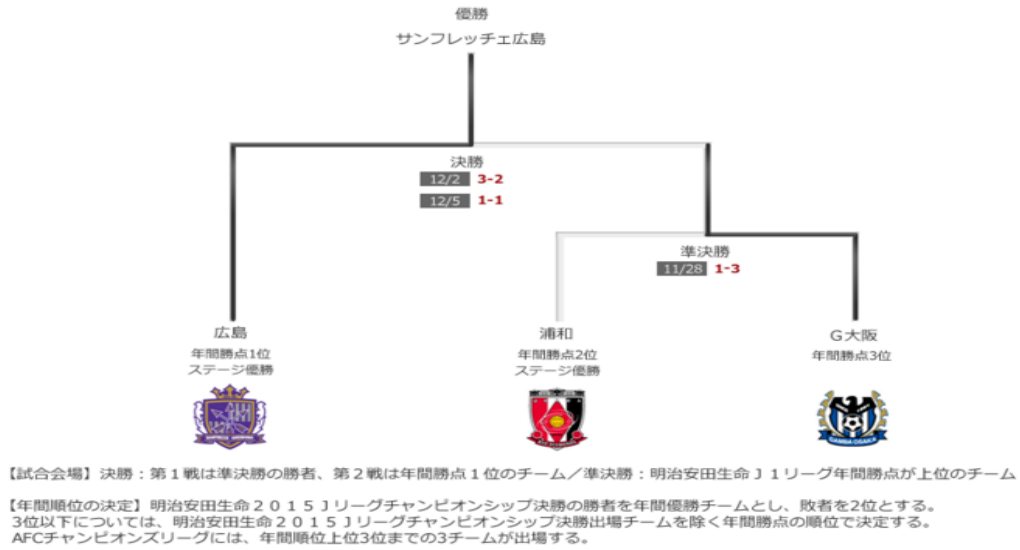 優勝
サンフレッチェ広島
決勝
12/2 3-2
12/5 1-1
準決勝
11/28 1-3
広島
年間勝点1位
ステージ優勝
浦和
年間勝点2位
ステージ優勝
G大阪
年間勝点3位
GAMBA OSAKA
【試合会場】決勝：第１戦は準決勝の勝者、第２戦は年間勝点１位のチーム／準決勝：明治安田生命Ｊ１リーグ年間勝点が上位のチーム
【年間順位の決定】明治安田生命２０１５Ｊリーグチャンピオンシップ決勝の勝者を年間優勝チームとし、敗者を2位とする。
3位以下については、明治安田生命２０１５Ｊリーグチャンピオンシップ決勝出場チームを除く年間勝点の順位で決定する。
AFCチャンピオンズリーグには、年間順位上位3位までの3チームが出場する。